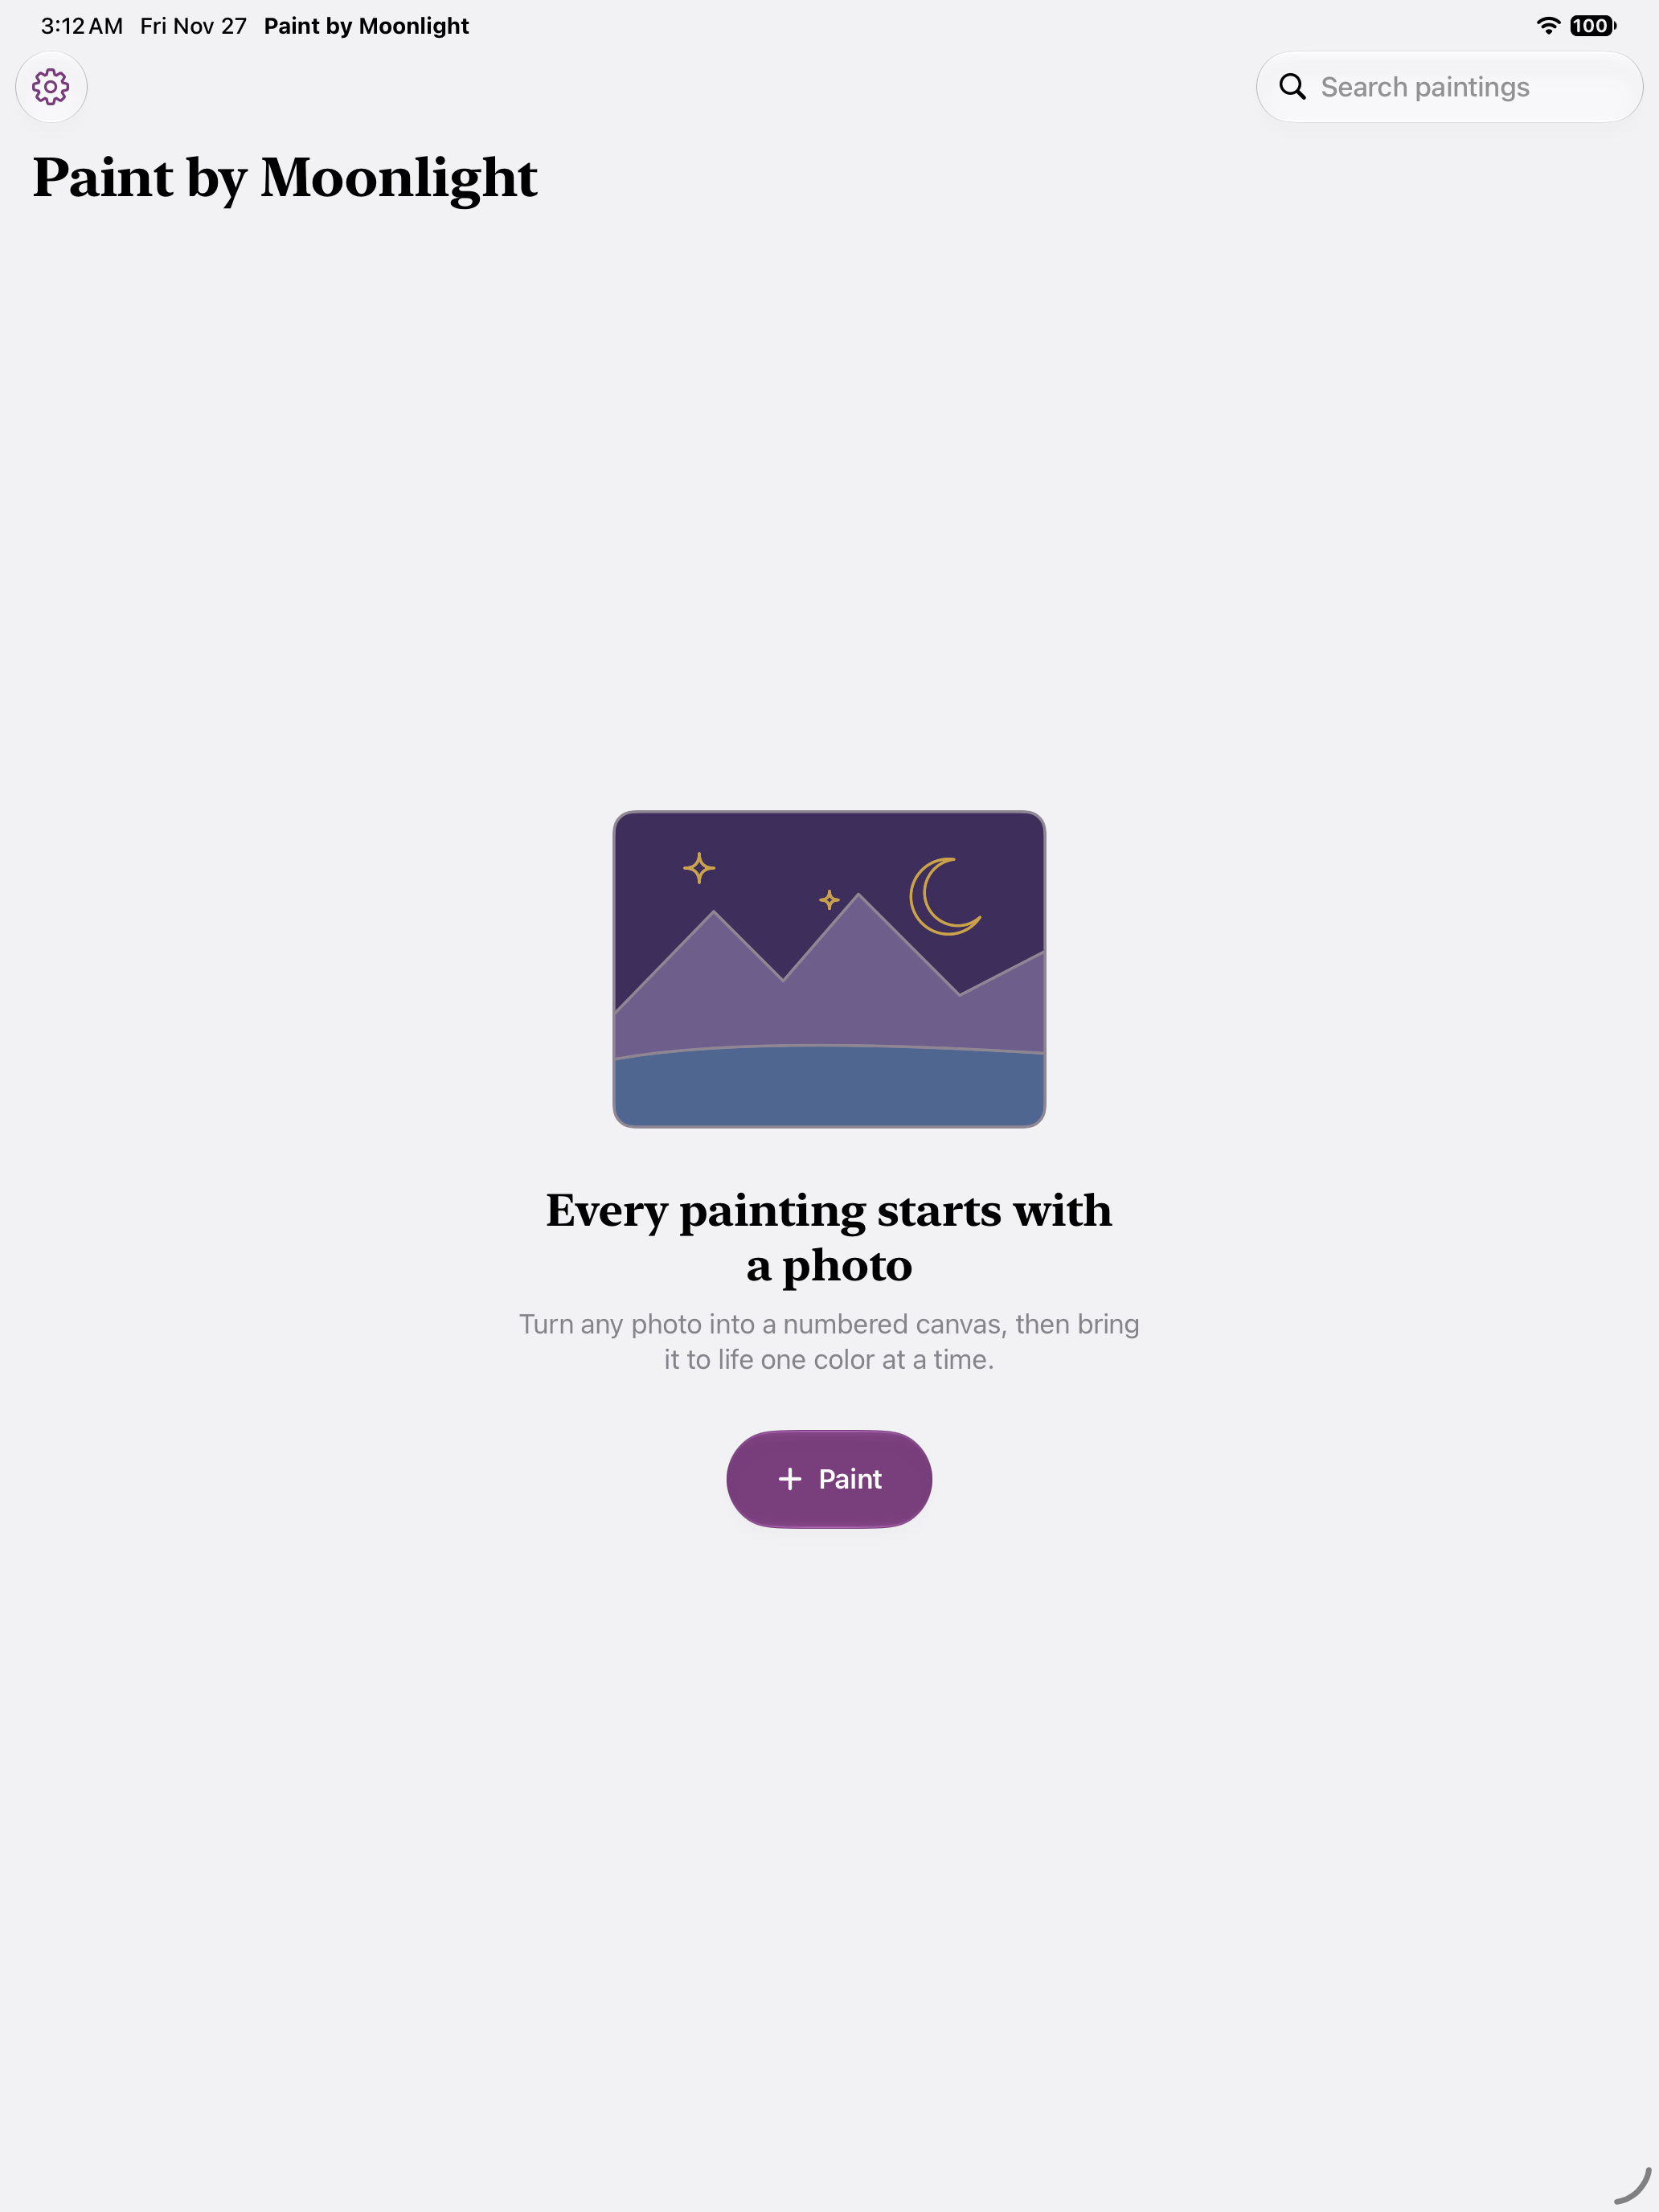 3:12 AM Fri Nov 27 Paint by Moonlight
100
Search paintings
Paint by Moonlight
Every painting starts with
a photo
Turn any photo into a numbered canvas, then bring
it to life one color at a time.
+ Paint